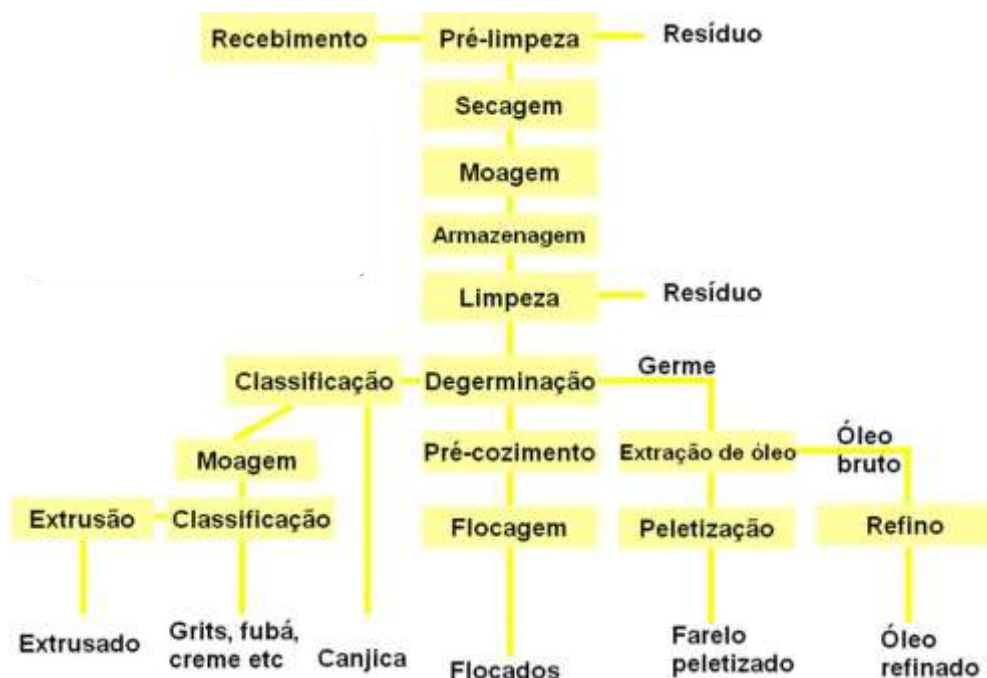 Recebimento
Pré-limpeza
Resíduo
Secagem
Moagem
Armazenagem
Limpeza
Resíduo
Classificação
Degerminação
Germe
Moagem
Pré-cozimento
Extração de óleo
Óleo
bruto
Extrusão
Classificação
Flocagem
Peletização
Refino
Extrusado
Grits, fubá,
creme etc
Canjica
Flocados
Farelo
peletizado
Óleo
refinado